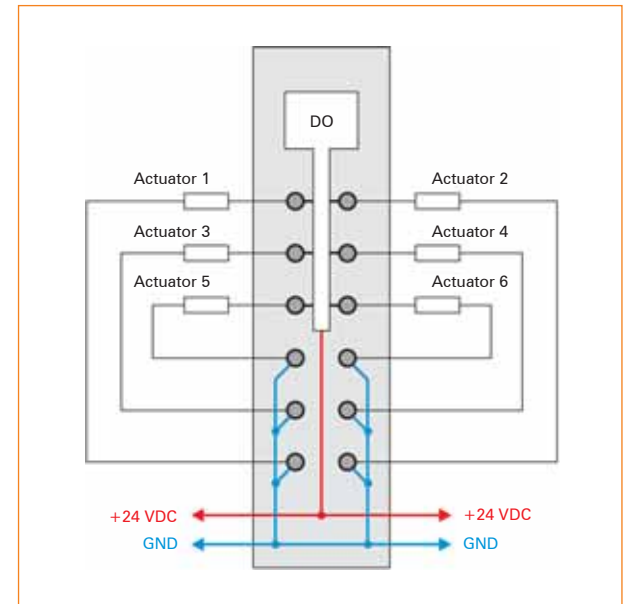 DO
Actuator 1
Actuator 2
Actuator 3
Actuator 4
Actuator 5
Actuator 6
+24 VDC
+24 VDC
GND
GND